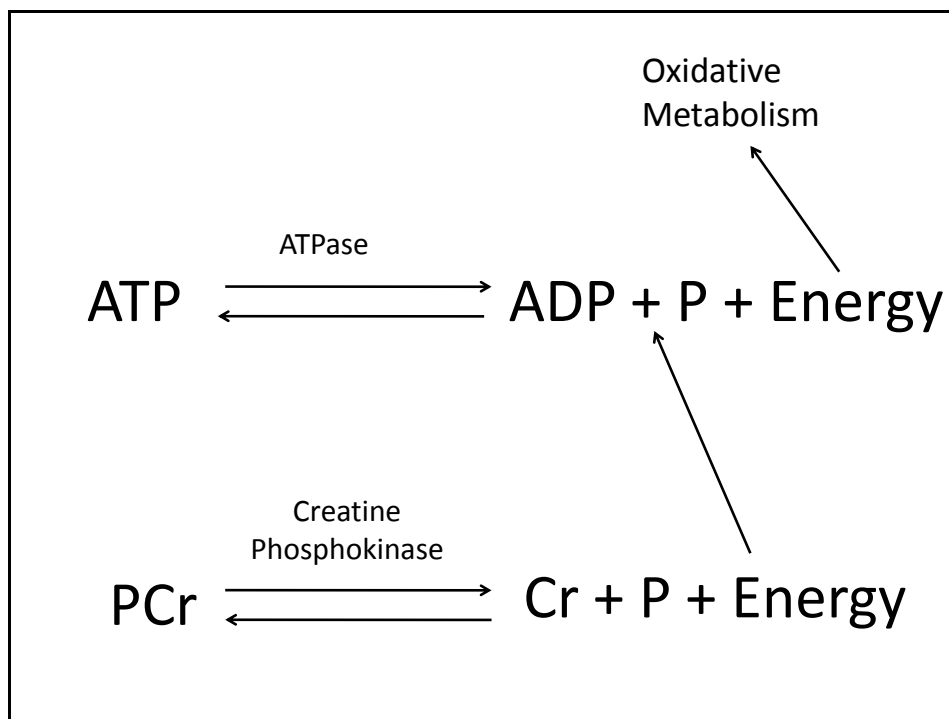 Oxidative
Metabolism
ATPase
ATP
ADP + P + Energy
Creatine
Phosphokinase
PCr
Cr + P + Energy